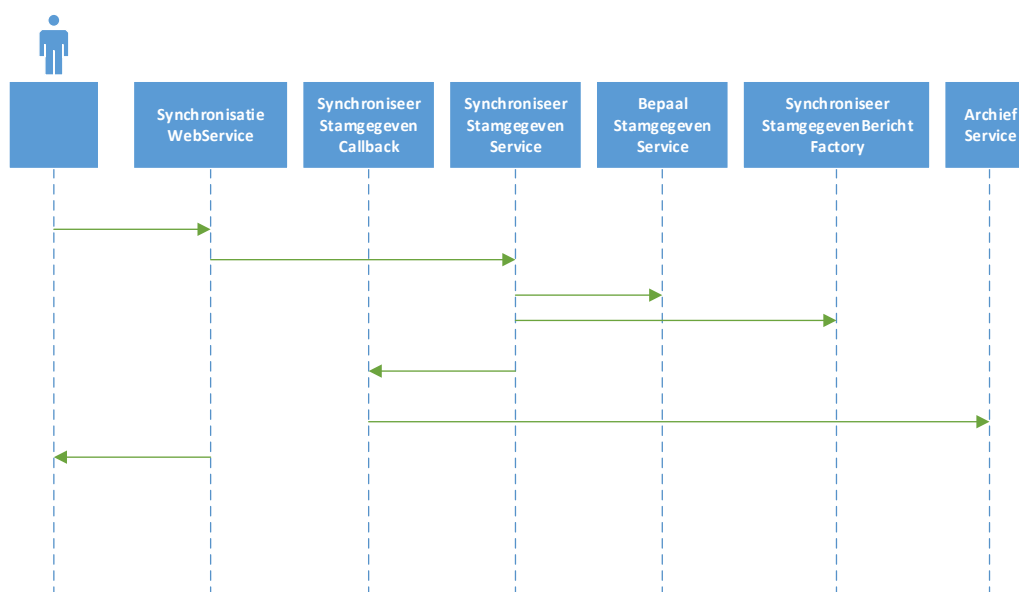 Synchronisatie
WebService
Synchroniseer
Stamgegeven
Callback
Synchroniseer
Stamgegeven
Service
Bepaal
Stamgegeven
Service
Synchroniseer
StamgegevenBericht
Factory
Archief
Service